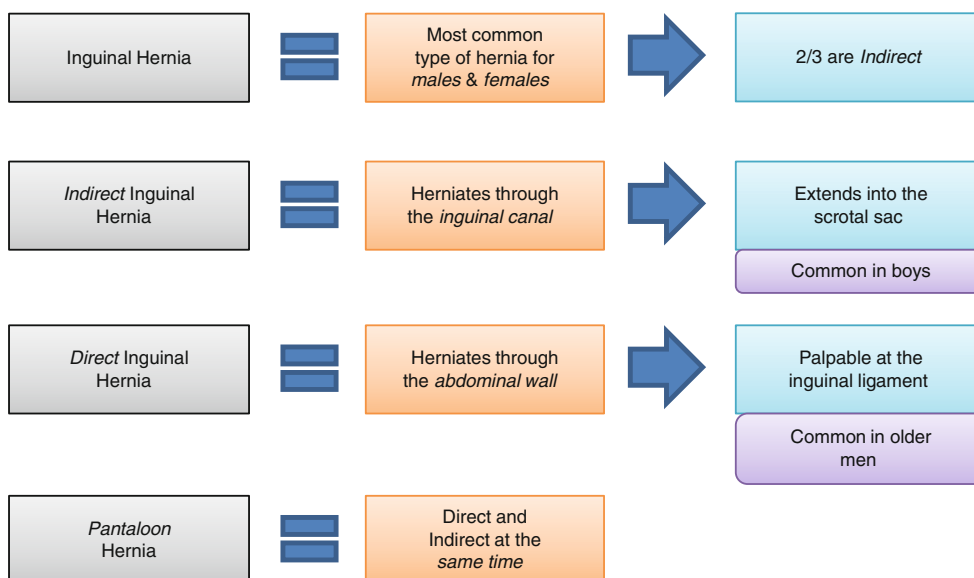 Inguinal Hernia
Most common
type of hernia for
males & females
2/3 are Indirect
Indirect Inguinal
Hernia
Herniates through
the inguinal canal
Extends into the
scrotal sac
Common in boys
Direct Inguinal
Hernia
Herniates through
the abdominal wall
Palpable at the
inguinal ligament
Common in older
men
Pantaloon
Hernia
Direct and
Indirect at the
same time